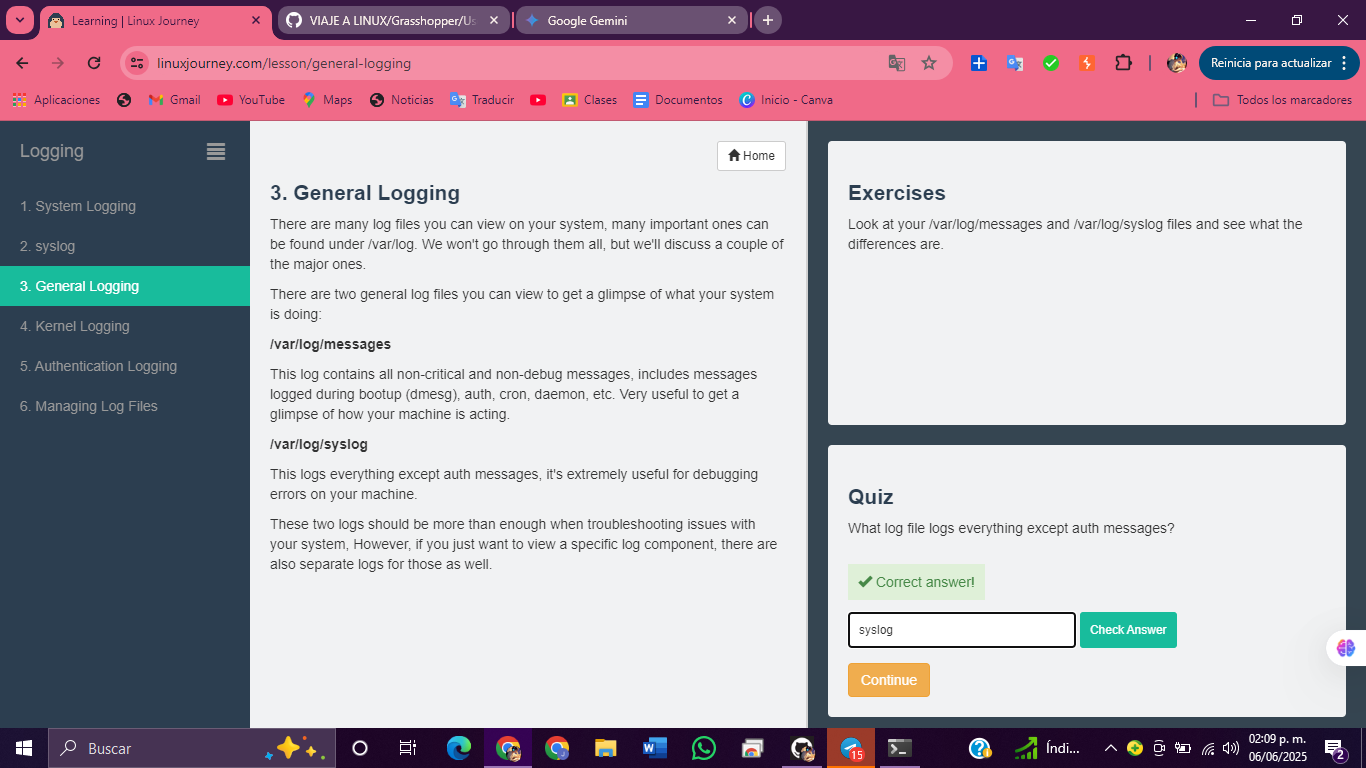 Learning | Linux Journey
VIAJE A LINUX/Grasshopper/Us
Google Gemini
linuxjourney.com/lesson/general-logging
Reinicia para actualizar
Aplicaciones
Gmail
YouTube
Maps
Noticias
Traducir
Clases
Documentos
Inicio - Canva
Todos los marcadores
Logging
1. System Logging
2. syslog
3. General Logging
4. Kernel Logging
5. Authentication Logging
6. Managing Log Files
Home
3. General Logging
There are many log files you can view on your system, many important ones can
be found under /var/log. We won't go through them all, but we'll discuss a couple of
the major ones.
There are two general log files you can view to get a glimpse of what your system
is doing:
/var/log/messages
This log contains all non-critical and non-debug messages, includes messages
logged during bootup (dmesg), auth, cron, daemon, etc. Very useful to get a
glimpse of how your machine is acting.
/var/log/syslog
This logs everything except auth messages, it's extremely useful for debugging
errors on your machine.
These two logs should be more than enough when troubleshooting issues with
your system, However, if you just want to view a specific log component, there are
also separate logs for those as well.
Exercises
Look at your /var/log/messages and /var/log/syslog files and see what the
differences are.
Quiz
What log file logs everything except auth messages?
Correct answer!
syslog
Check Answer
Continue
Buscar
15
Índi...
02:09 p. m.
06/06/2025
2